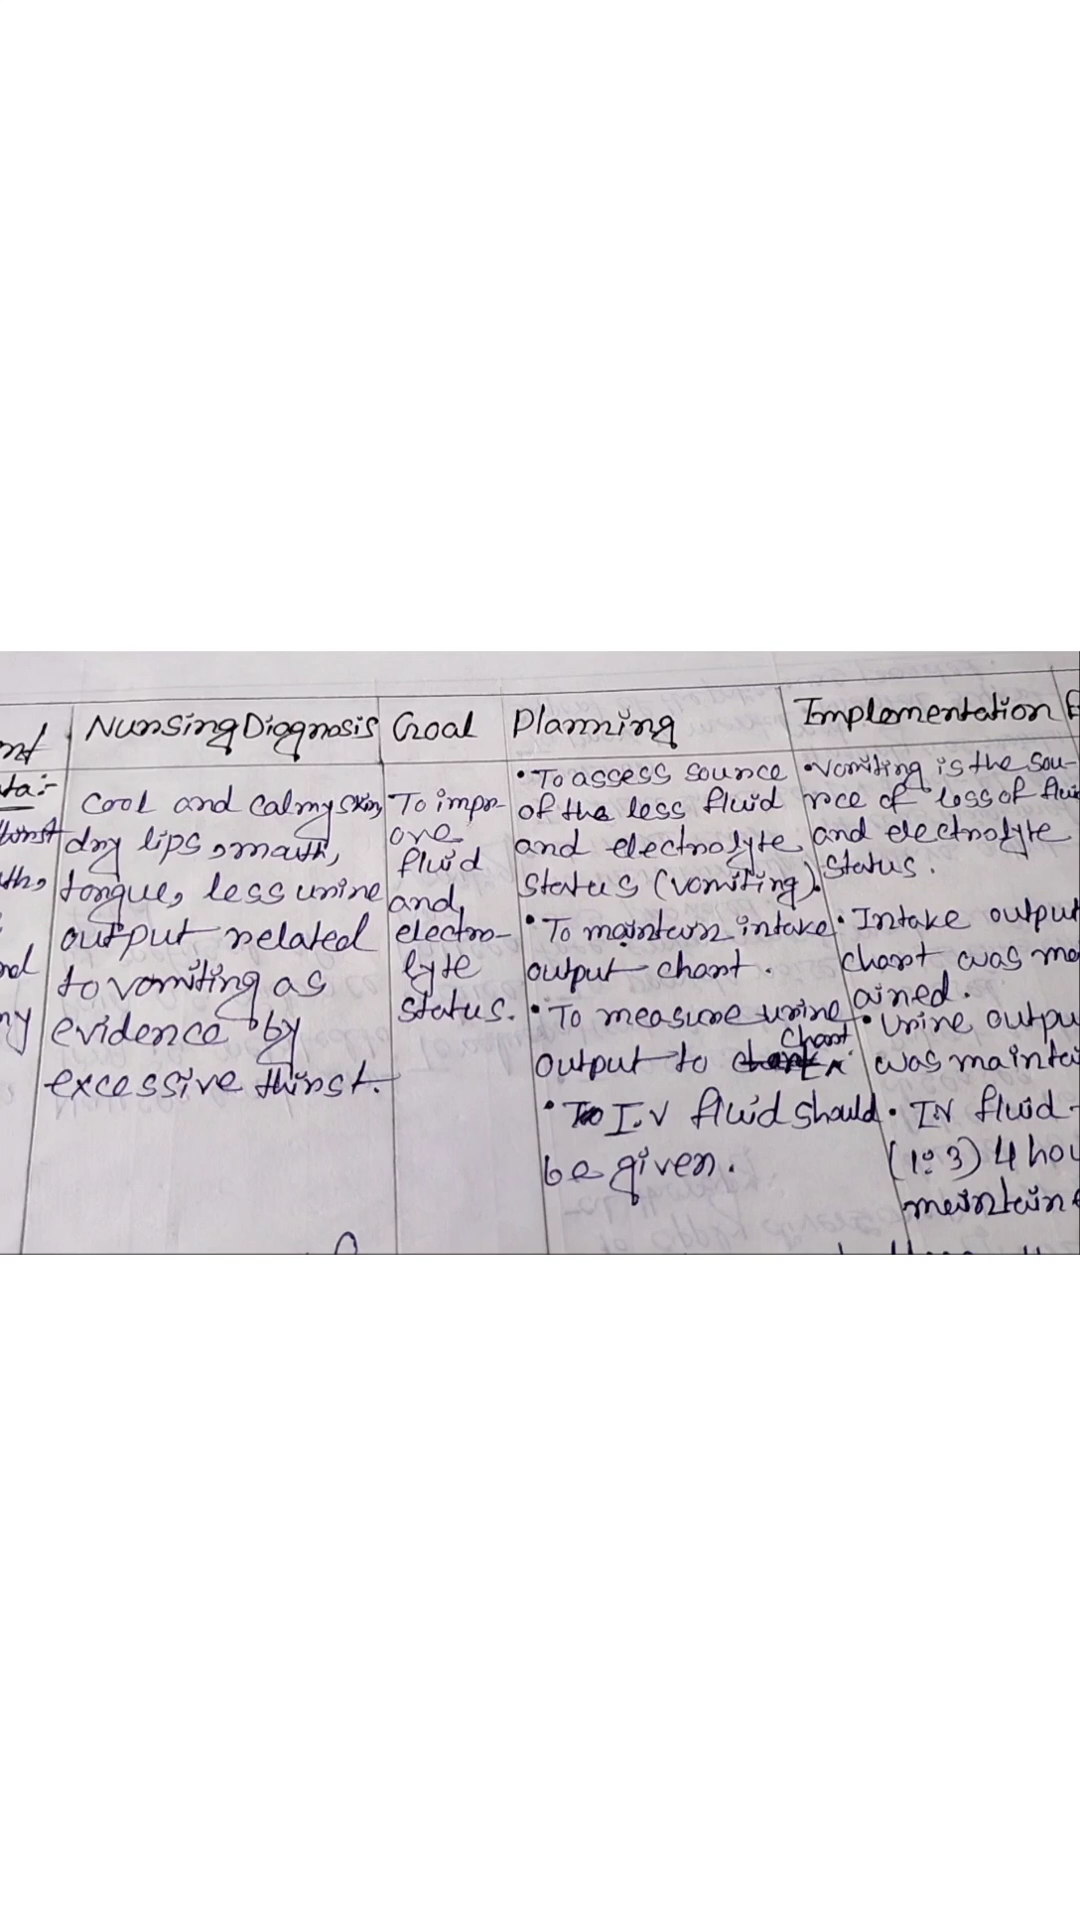 Nursing Diagnosis
Goal
Planning
Implementation
cool and calmy skin,
dry lips, mouth,
tongue, less urine
output related
to vomiting as
evidence by
excessive thirst.
To impr-
ove
fluid
and
electro-
lyte
status.
• To assess source
of the less fluid
and electrolyte
status (vomiting).
• To maintain intake
output chart.
• To measure urine
output to chart
• I.V fluid should
be given.
• Vomiting is the sou-
rce of loss of flui
and electrolyte
status.
• Intake output
chart was ma
ained.
• Urine outpu
was maintai
• I.V fluid
(1:3) 4 hou
maintain